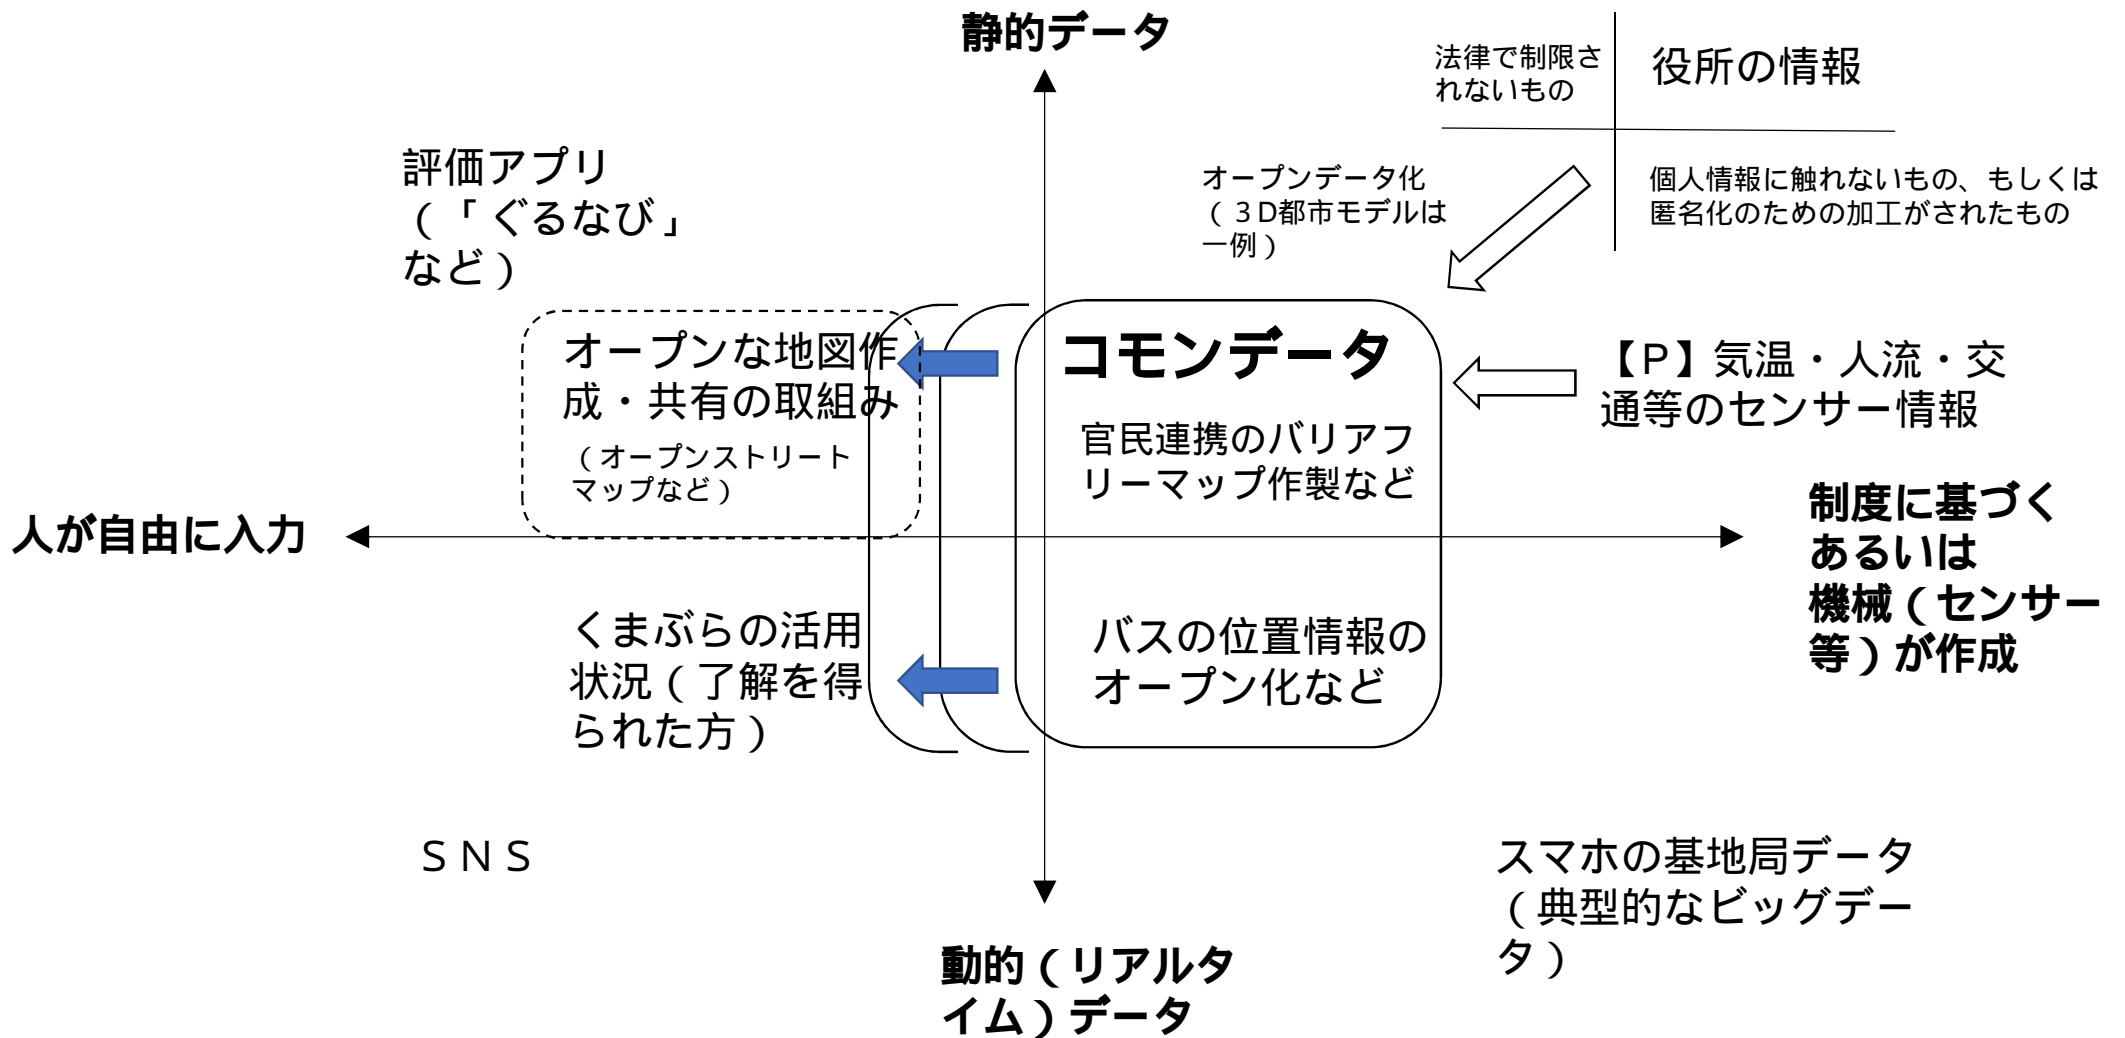 静的データ
法律で制限さ
れないもの
役所の情報
評価アプリ
（「ぐるなび」
など）
オープンデータ化
（３D都市モデルは
一例）
個人情報に触れないもの、もしくは
匿名化のための加工がされたもの
オープンな地図作
成・共有の取組み
（オープンストリート
マップなど）
コモンデータ
官民連携のバリアフ
リーマップ作製など
【Ｐ】気温・人流・交
通等のセンサー情報
人が自由に入力
制度に基づく
あるいは
機械（センサー
等）が作成
くまぶらの活用
状況（了解を得
られた方）
バスの位置情報の
オープン化など
ＳＮＳ
スマホの基地局データ
（典型的なビッグデー
タ）
動的（リアルタ
イム）データ